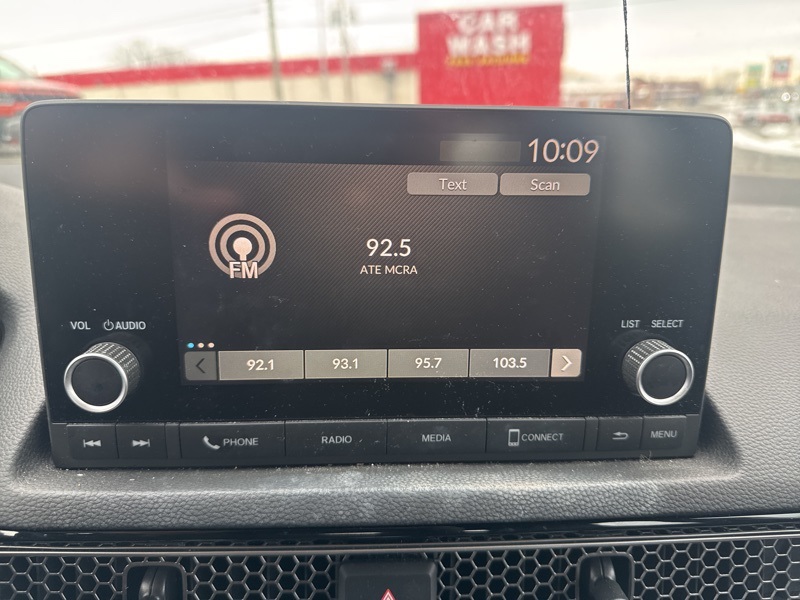 CAR
WASH
10:09
Text Scan
92.5
FM
ATE MCRA
VOL AUDIO
LIST SELECT
92.1 93.1 95.7 103.5
PHONE RADIO MEDIA CONNECT MENU